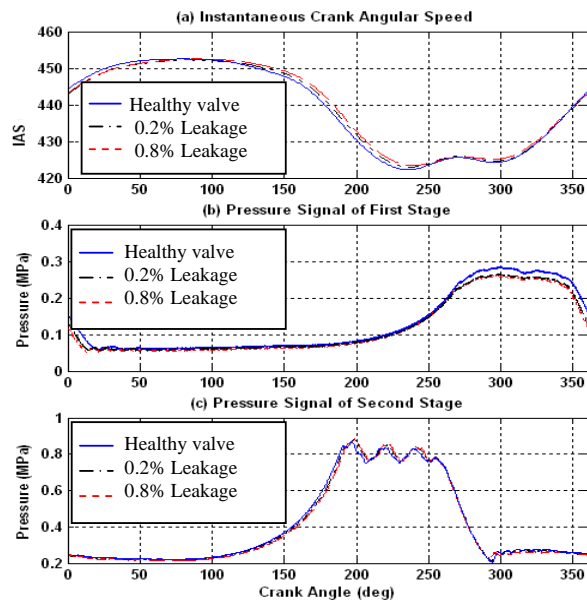 (a) Instantaneous Crank Angular Speed
460
450
440
430
420
IAS
Healthy valve
0.2% Leakage
0.8% Leakage
0 50 100 150 200 250 300 350
(b) Pressure Signal of First Stage
0.4
0.3
0.2
0.1
0
Pressure (MPa)
Healthy valve
0.2% Leakage
0.8% Leakage
0 50 100 150 200 250 300 350
(c) Pressure Signal of Second Stage
1
0.8
0.6
0.4
0.2
Pressure (MPa)
Healthy valve
0.2% Leakage
0.8% Leakage
0 50 100 150 200 250 300 350
Crank Angle (deg)